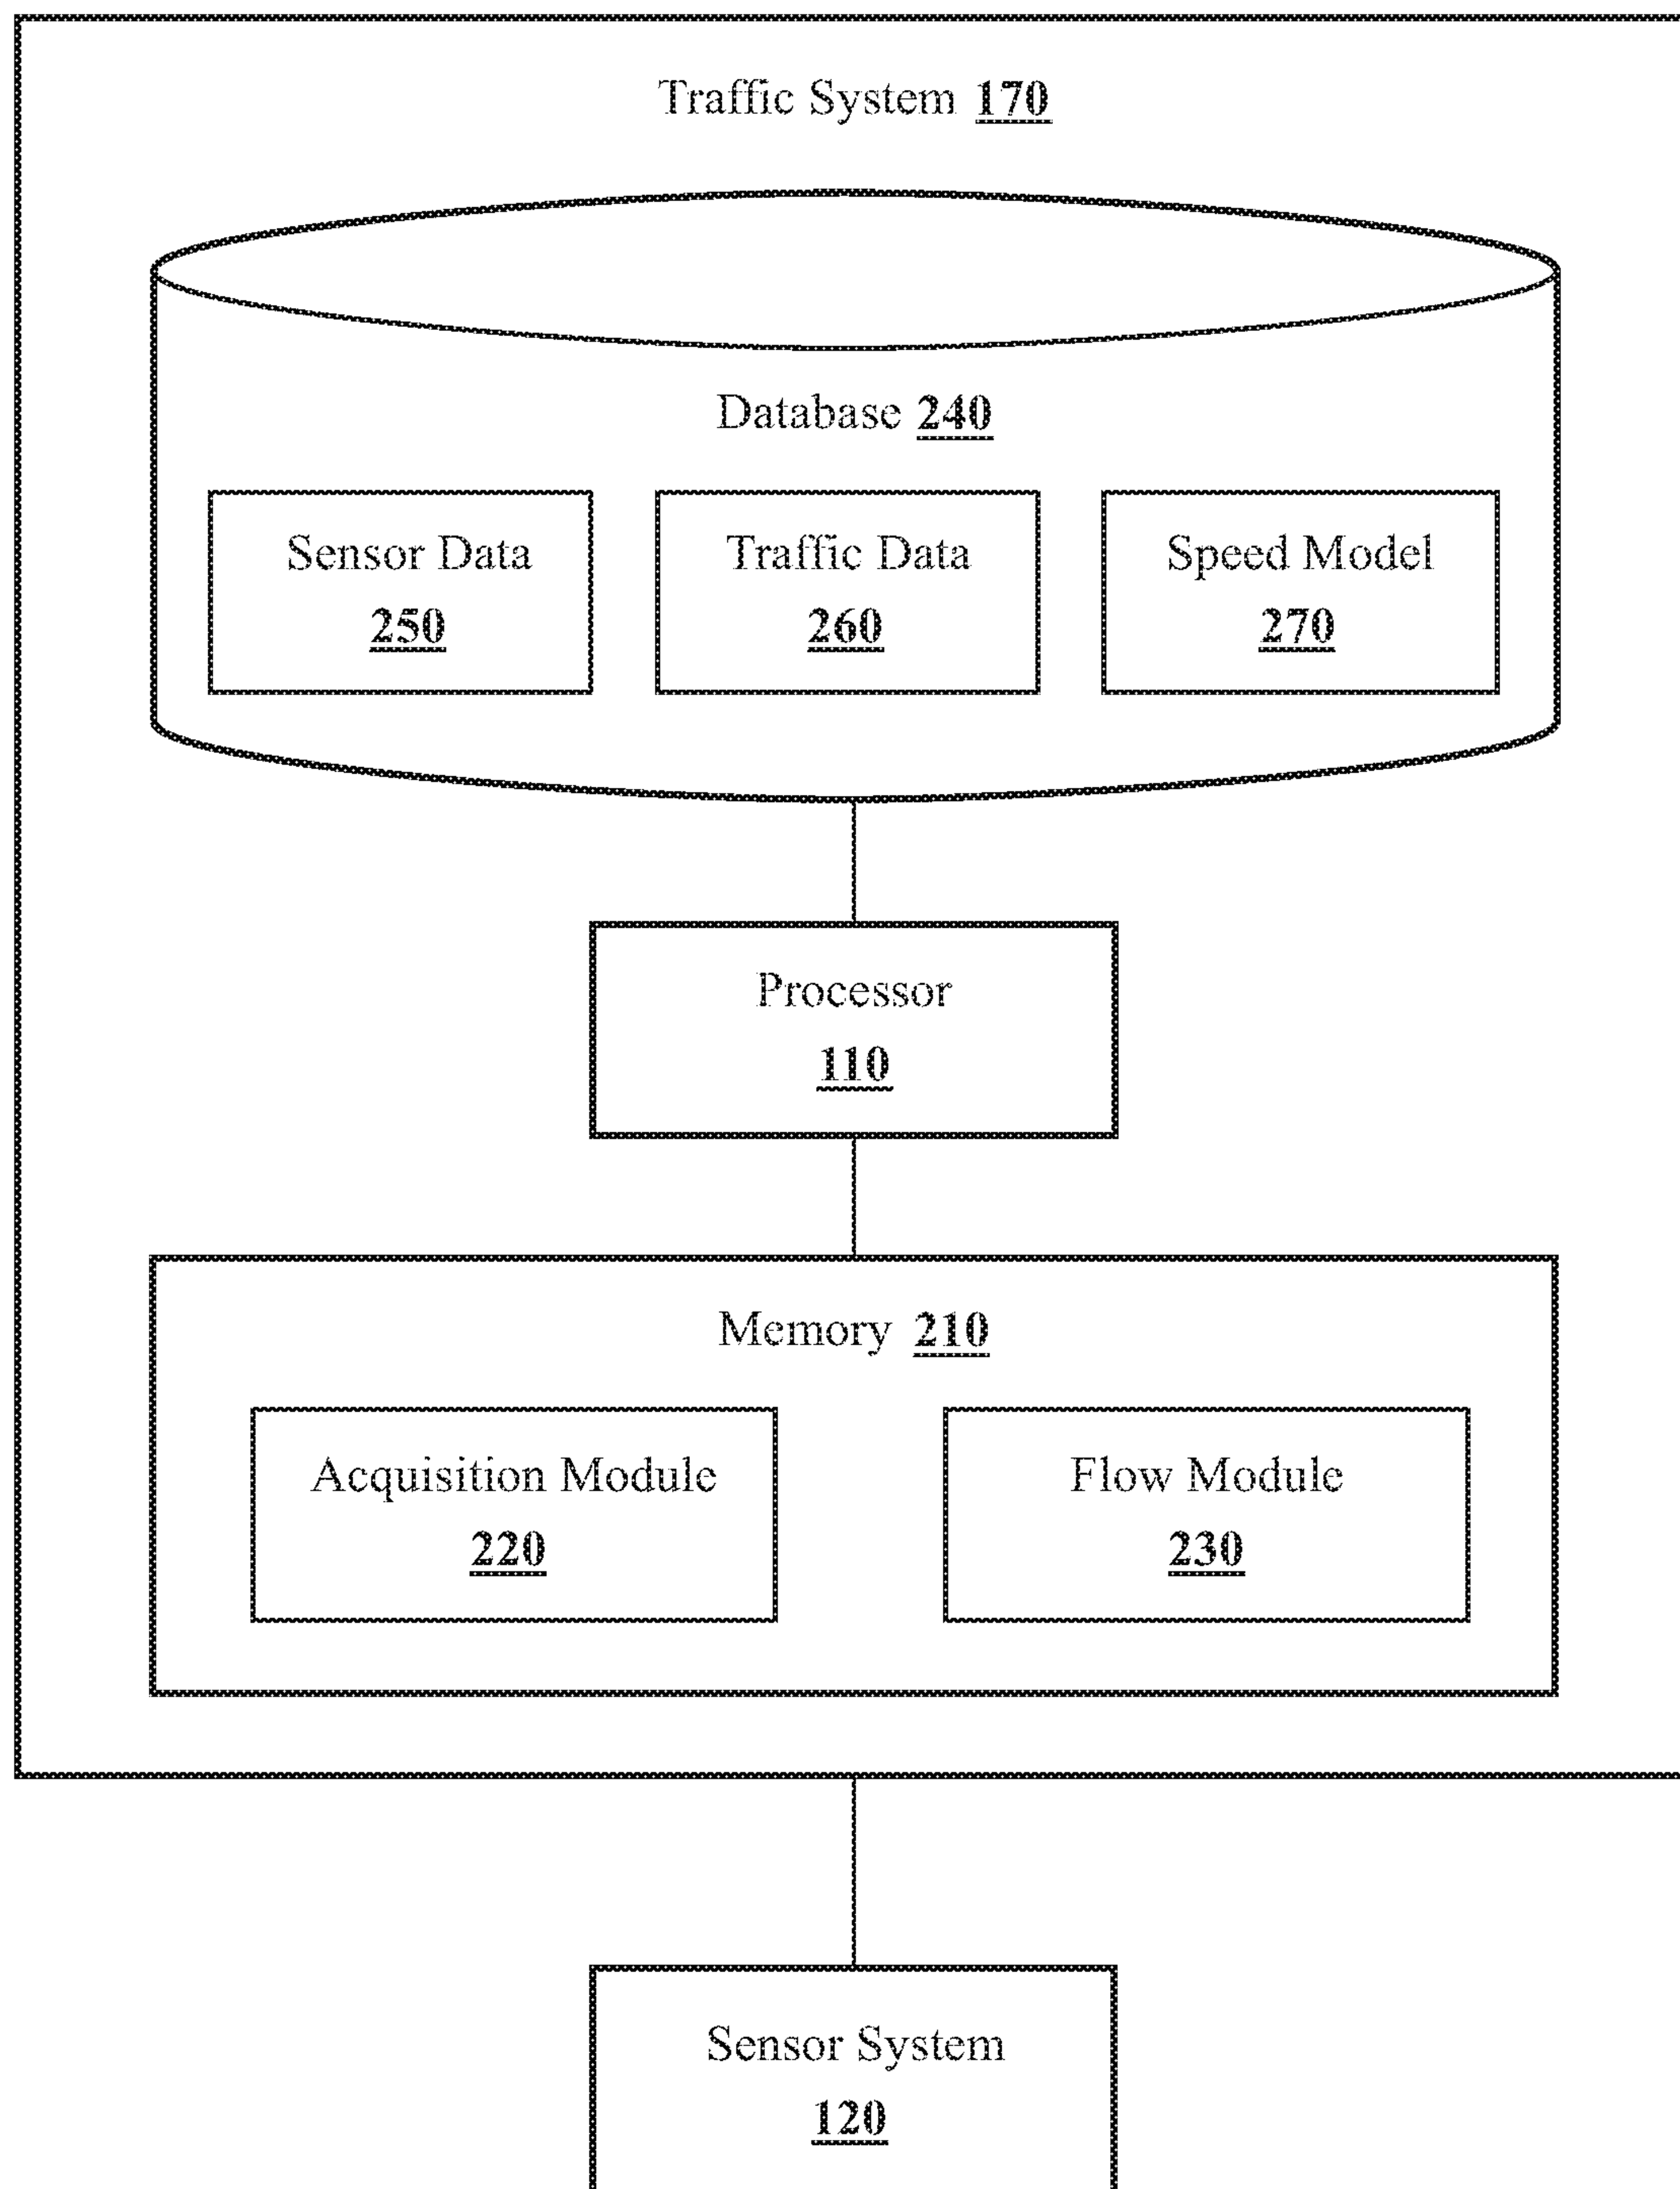 Traffic System 170
Database 240
Sensor Data
250
Traffic Data
260
Speed Model
270
Processor
110
Memory 210
Acquisition Module
220
Flow Module
230
Sensor System
120